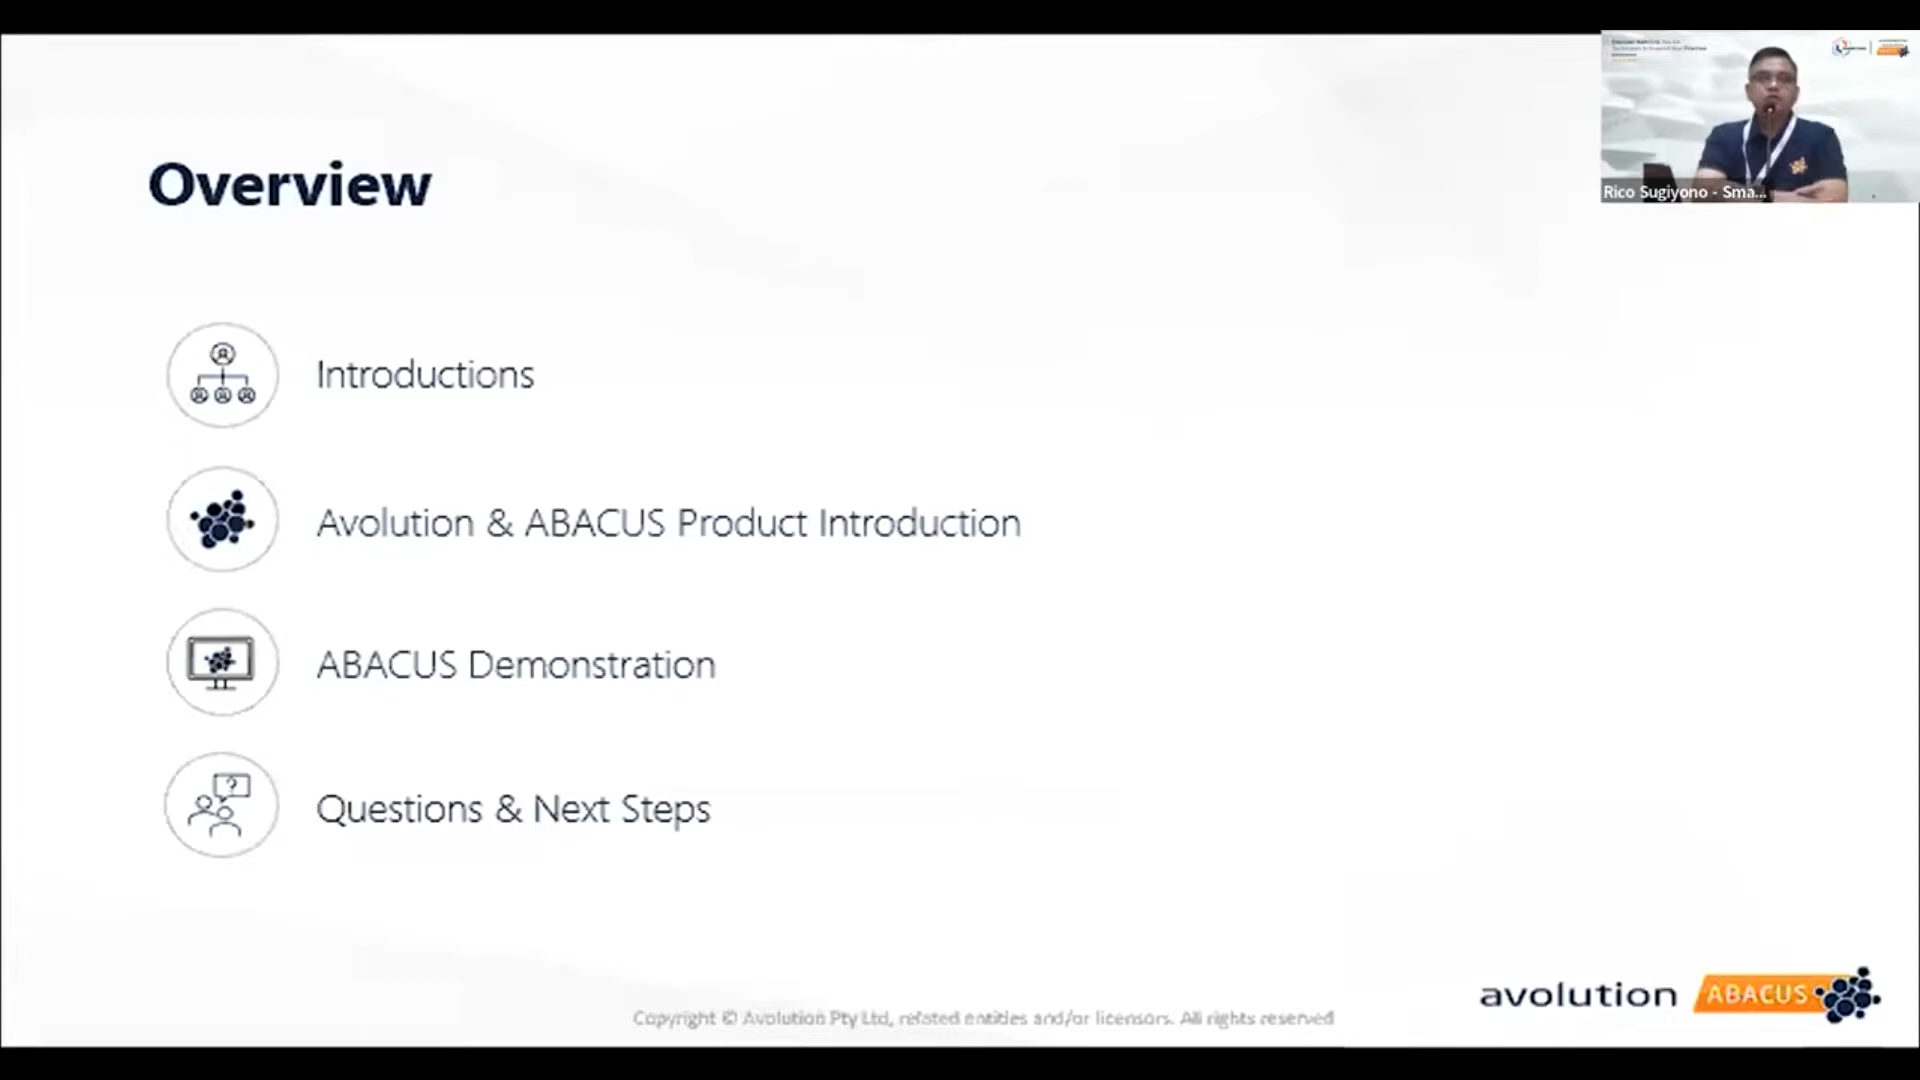 Overview
Rico Sugiyono - Sma...
Introductions
Avolution & ABACUS Product Introduction
ABACUS Demonstration
?
Questions & Next Steps
avolution ABACUS
Copyright © Avolution Pty Ltd, related entities and/or licensors. All rights reserved